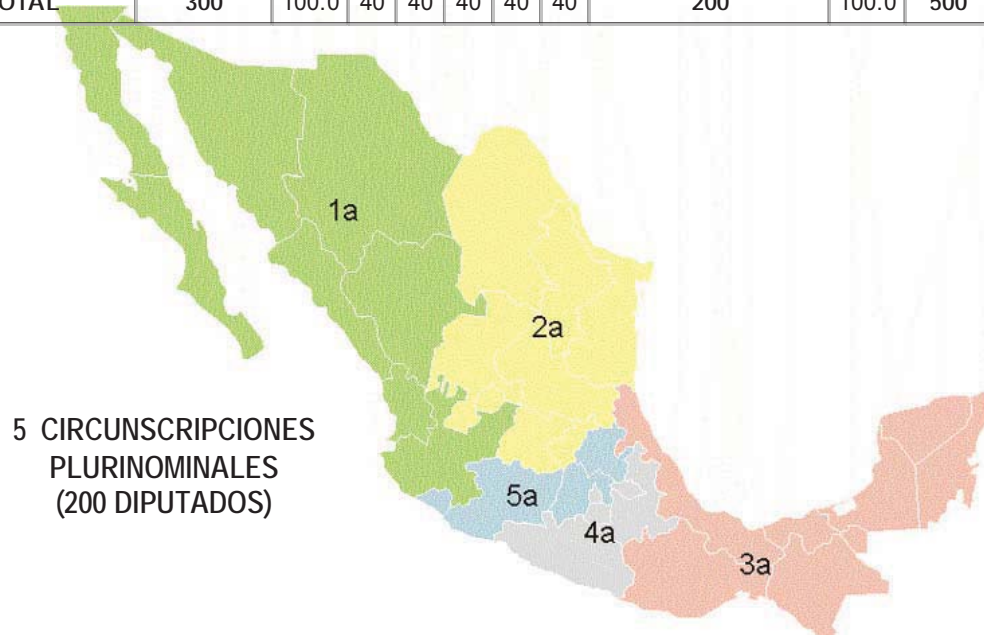 OTAL 300 100.0 40 40 40 40 40 200 100.0 500
1a
2a
5 CIRCUNSCRIPCIONES
PLURINOMINALES
(200 DIPUTADOS)
5a
4a
3a